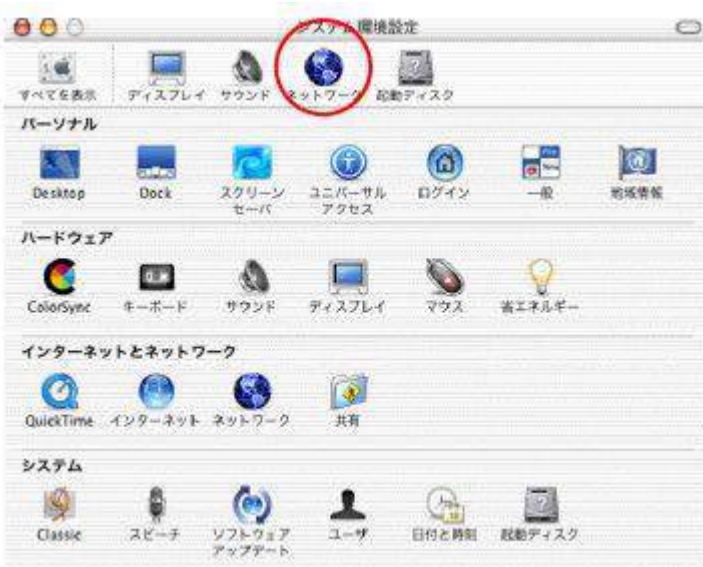 システム環境設定
すべてを表示 ディスプレイ サウンド ネットワーク 起動ディスク
パーソナル
Desktop Dock スクリーン ユニバーサル ログイン 一般 地域情報
セーバ アクセス
ハードウェア
ColorSync キーボード サウンド ディスプレイ マウス 省エネルギー
インターネットとネットワーク
QuickTime インターネット ネットワーク 共有
システム
Classic スピーチ ソフトウェア ユーザ 日付と時刻 起動ディスク
アップデート